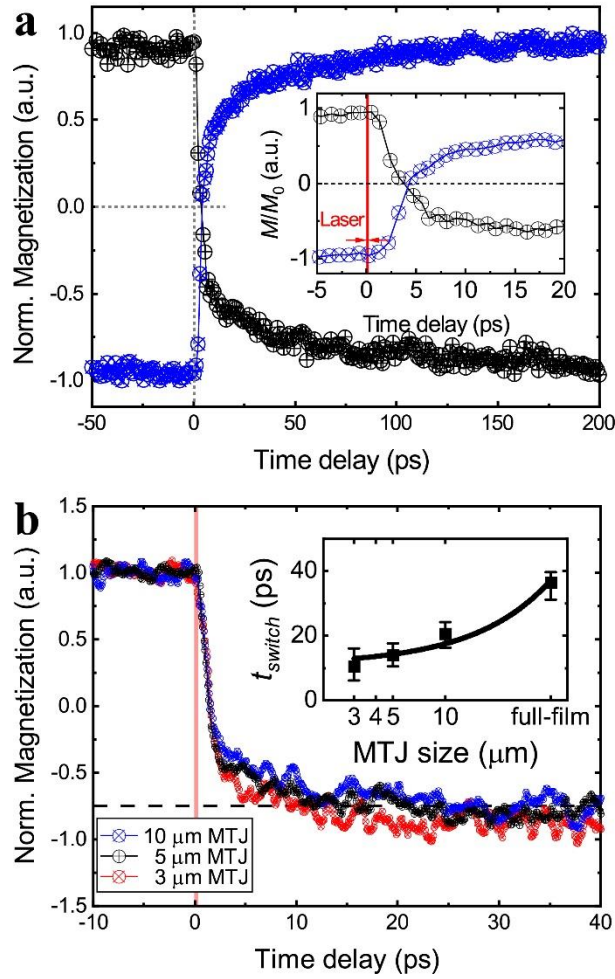 a
Norm. Magnetization (a.u.)
1.0
0.5
0.0
-0.5
-1.0
-50
0
50
100
150
200
Time delay (ps)
M/M0 (a.u.)
1
0
-1
Laser
-5
0
5
10
15
20
Time delay (ps)
b
Norm. Magnetization (a.u.)
1.5
1.0
0.5
0.0
-0.5
-1.0
-1.5
-10
0
10
20
30
40
Time delay (ps)
10 μm MTJ
5 μm MTJ
3 μm MTJ
tswitch (ps)
40
20
0
3 4 5 10 full-film
MTJ size (μm)